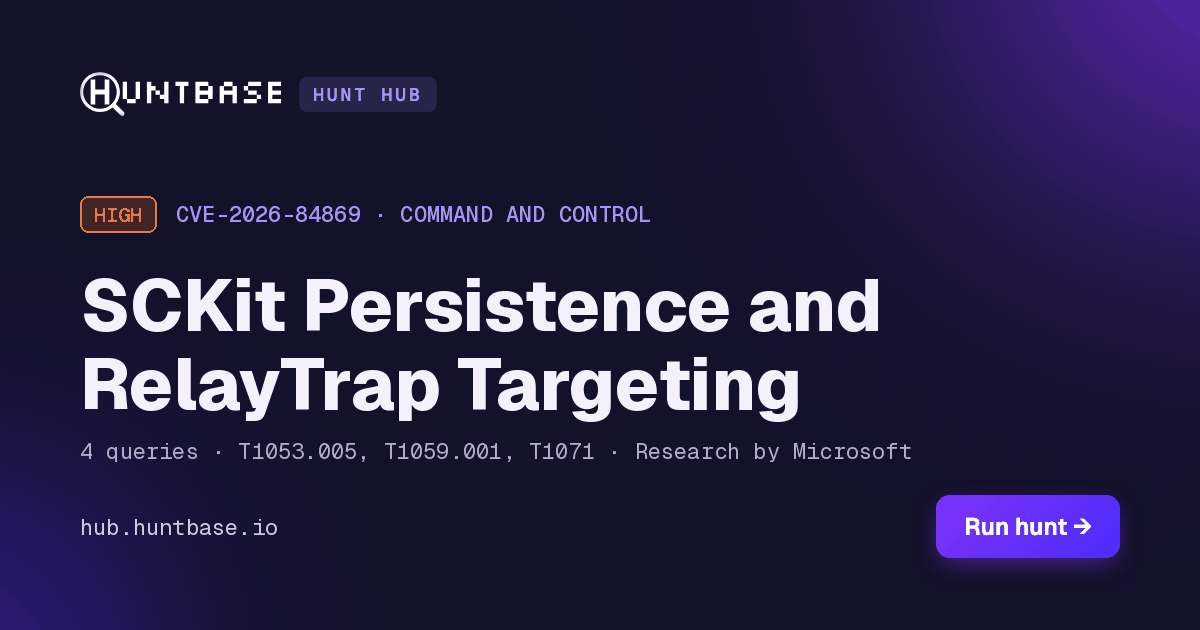 HUNTBASE HUNT HUB
HIGH CVE-2026-84869 · COMMAND AND CONTROL
SCKit Persistence and
RelayTrap Targeting
4 queries · T1053.005, T1059.001, T1071 · Research by Microsoft
hub.huntbase.io
Run hunt →